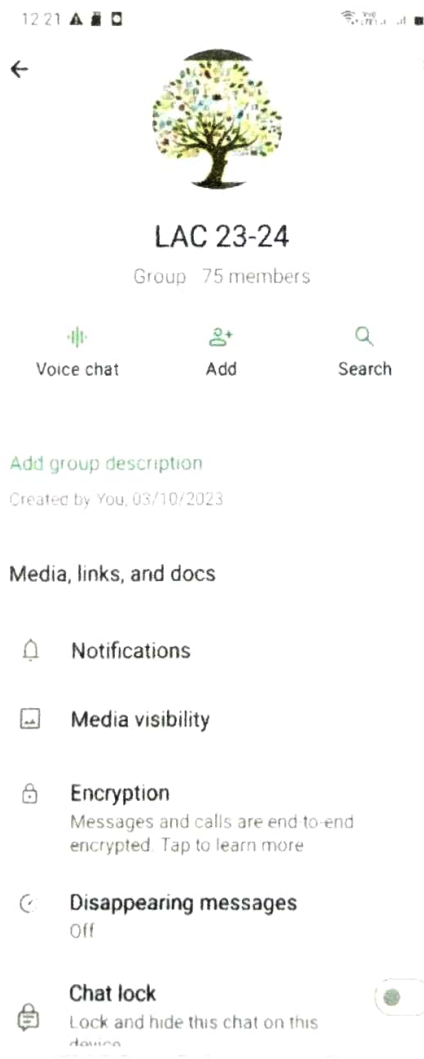 12:21
LAC 23-24
Group 75 members
Voice chat
Add
Search
Add group description
Created by You, 03/10/2023
Media, links, and docs
Notifications
Media visibility
Encryption
Messages and calls are end-to-end
encrypted. Tap to learn more
Disappearing messages
Off
Chat lock
Lock and hide this chat on this
device